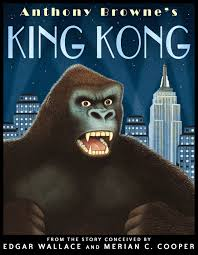 Anthony Browne's
KING KONG
FROM THE STORY CONCEIVED BY
EDGAR WALLACE AND MERIAN C. COOPER